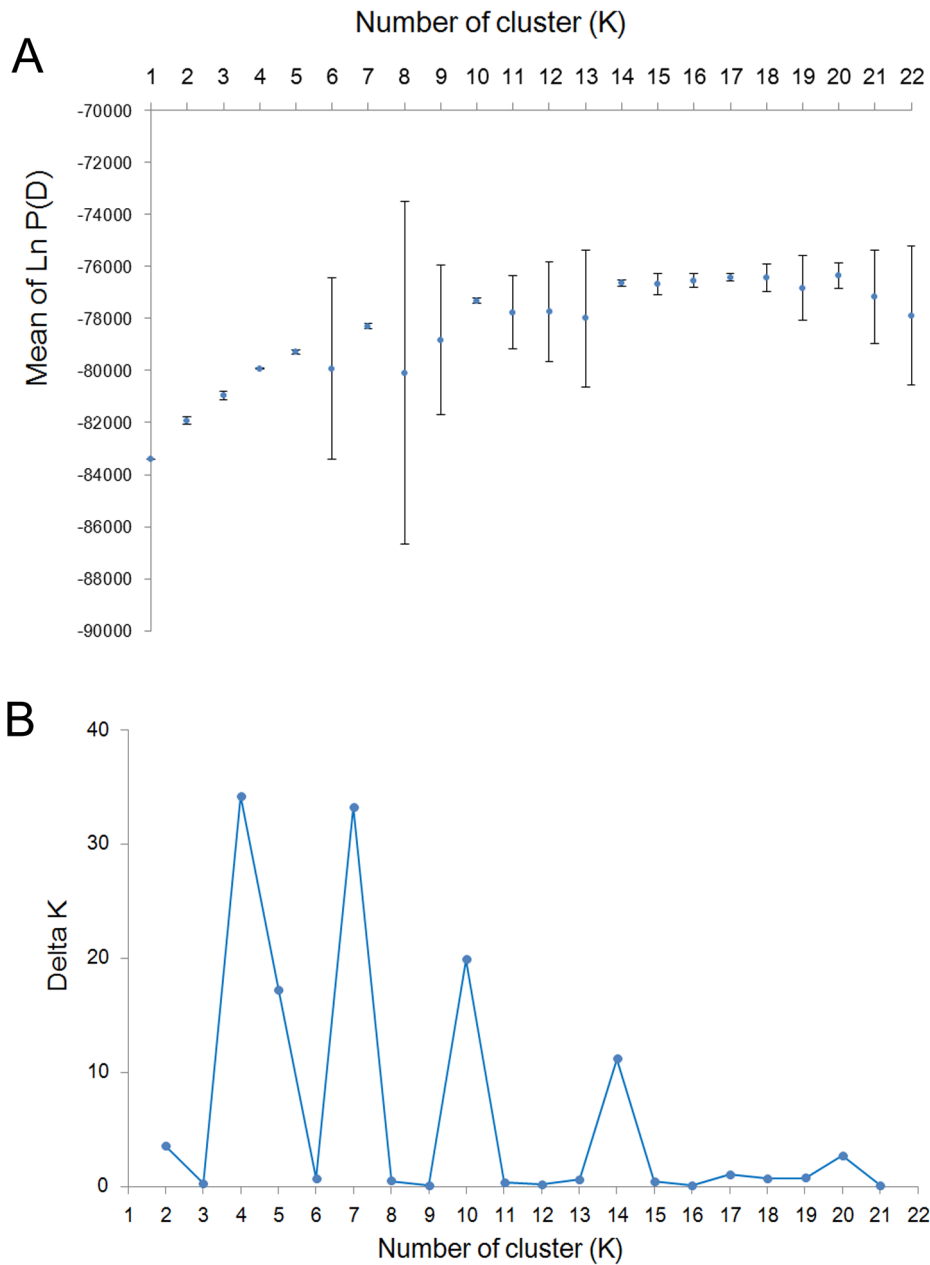 Number of cluster (K)
A
1 2 3 4 5 6 7 8 9 10 11 12 13 14 15 16 17 18 19 20 21 22
-70000
-72000
-74000
-76000
-78000
-80000
-82000
-84000
-86000
-88000
-90000
Mean of Ln P(D)
B
40
30
20
10
0
Delta K
1 2 3 4 5 6 7 8 9 10 11 12 13 14 15 16 17 18 19 20 21 22
Number of cluster (K)